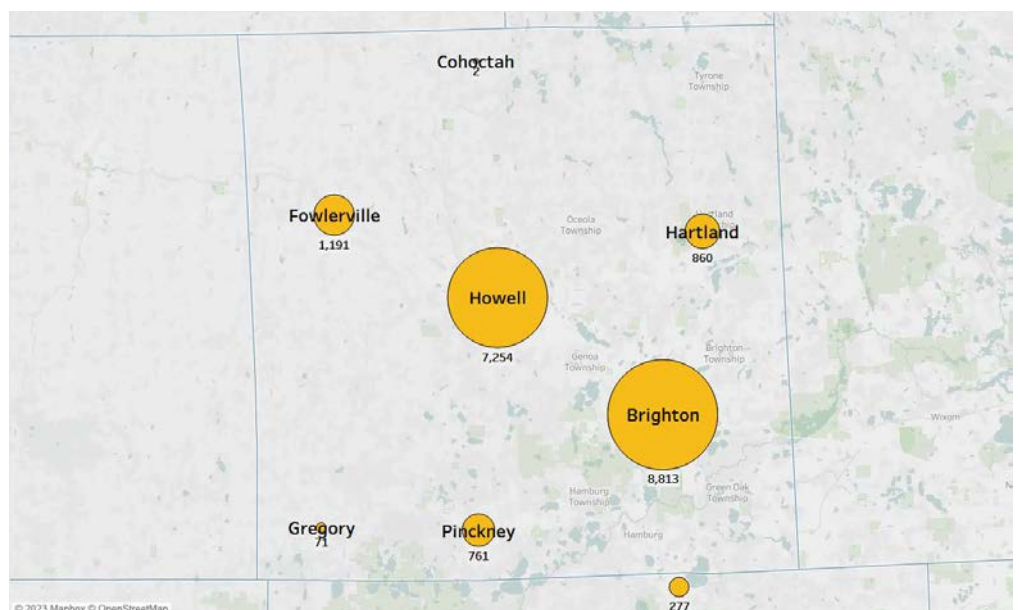 Cohoctah
2
Tyrone
Township
Fowlerville
1,191
Oceola
Township
Hartland
Hartland
860
Howell
7,254
Genoa
Township
Brighton
Township
Brighton
8,813
Wixom
Hamburg
Township
Green Oak
Township
Gregory
71
Pinckney
761
Hamburg
277
© 2023 Mapbox © OpenStreetMap